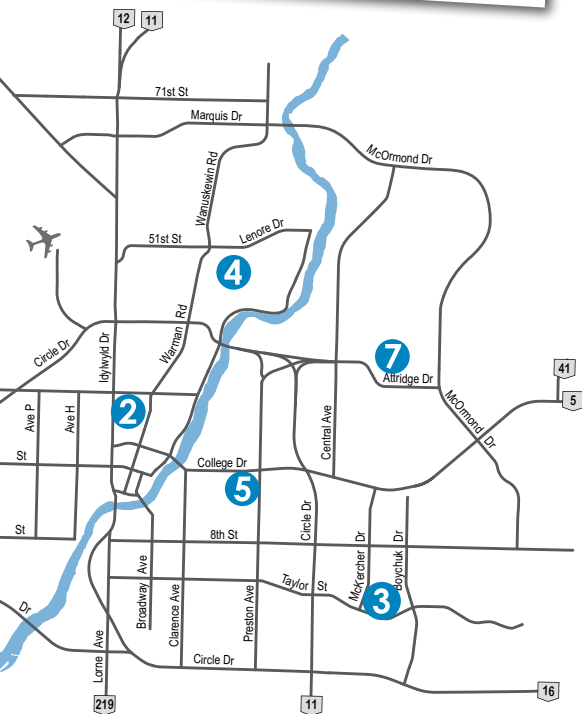 12
11
71st St
Marquis Dr
McOrmond Dr
Wanuskewin Rd
51st St
Lenore Dr
4
Circle Dr
Idylwyld Dr
Warman Rd
7
Attridge Dr
41
5
McOrmond Dr
Ave P
Ave H
2
Central Ave
St
College Dr
5
Circle Dr
St
8th St
McKercher Dr
Boychuk Dr
Broadway Ave
Clarence Ave
Preston Ave
Taylor St
3
Dr
Lorne Ave
Circle Dr
219
11
16